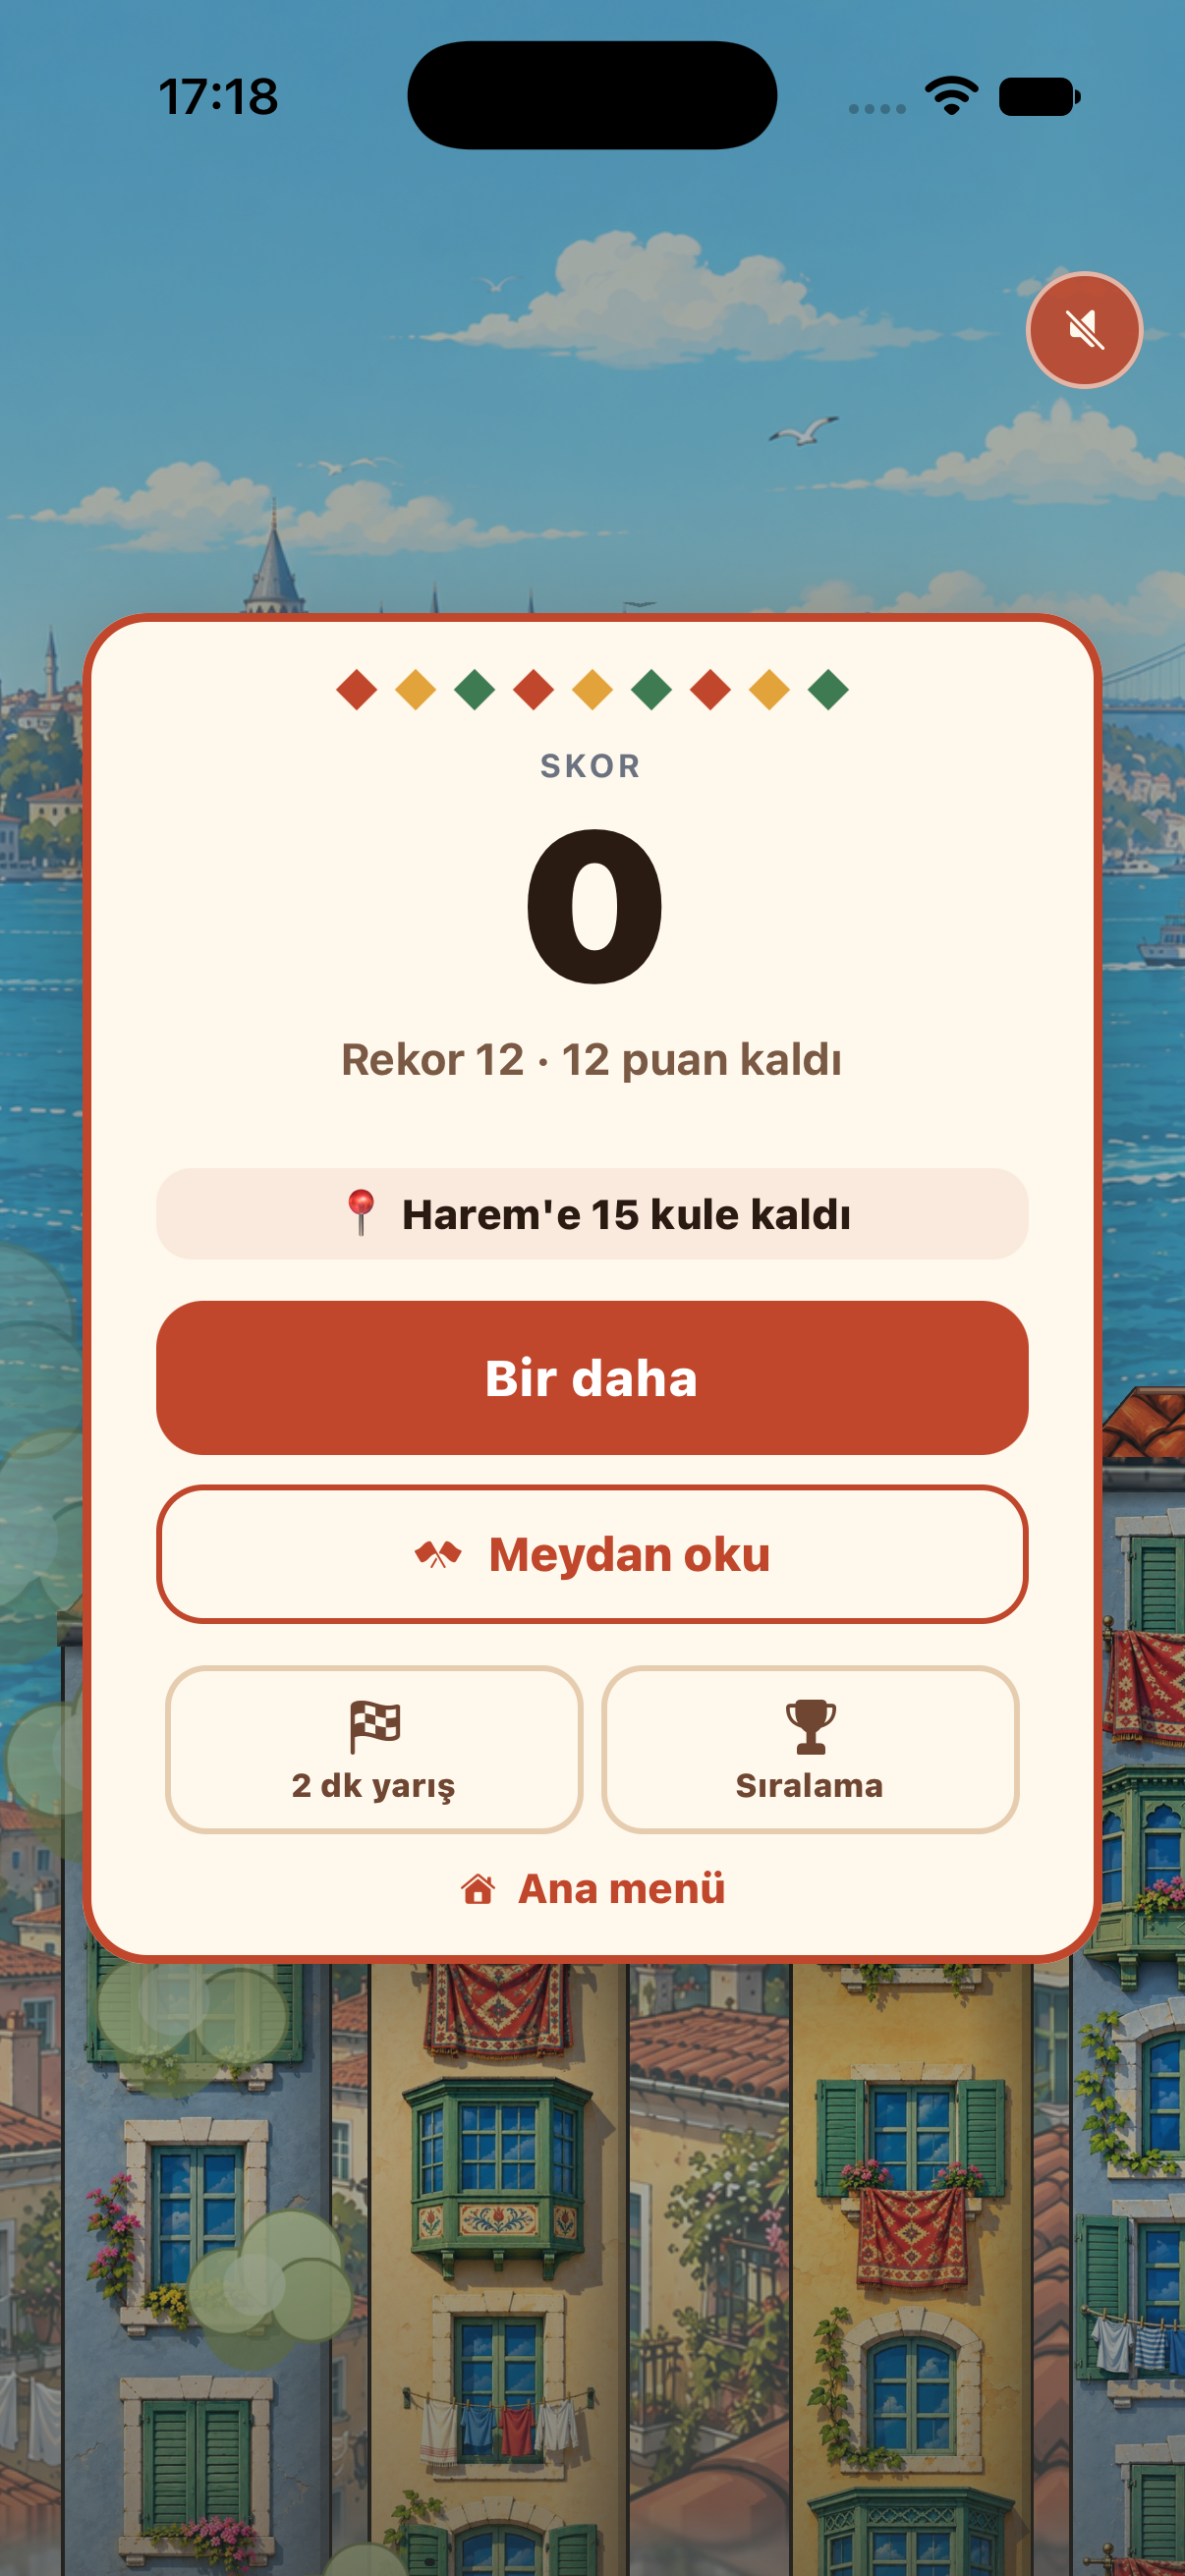 17:18
SKOR
0
Rekor 12 · 12 puan kaldı
Harem'e 15 kule kaldı
Bir daha
Meydan oku
2 dk yarış
Sıralama
Ana menü